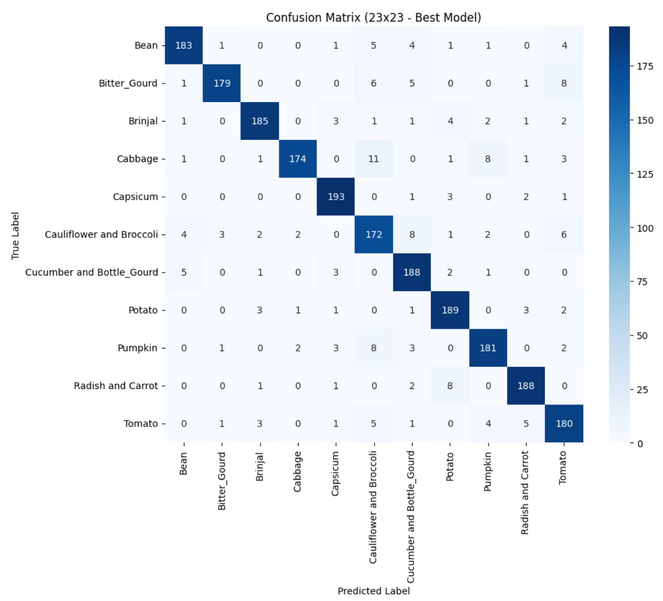 Confusion Matrix (23x23 - Best Model)
Bean 183 1 0 0 1 5 4 1 1 0 4
Bitter_Gourd 1 179 0 0 0 6 5 0 0 1 8
Brinjal 1 0 185 0 3 1 1 4 2 1 2
Cabbage 1 0 1 174 0 11 0 1 8 1 3
Capsicum 0 0 0 0 193 0 1 3 0 2 1
Cauliflower and Broccoli 4 3 2 2 0 172 8 1 2 0 6
Cucumber and Bottle_Gourd 5 0 1 0 3 0 188 2 1 0 0
Potato 0 0 3 1 1 0 1 189 0 3 2
Pumpkin 0 1 0 2 3 8 3 0 181 0 2
Radish and Carrot 0 0 1 0 1 0 2 8 0 188 0
Tomato 0 1 3 0 1 5 1 0 4 5 180
True Label
Bean
Bitter_Gourd
Brinjal
Cabbage
Capsicum
Cauliflower and Broccoli
Cucumber and Bottle_Gourd
Potato
Pumpkin
Radish and Carrot
Tomato
Predicted Label
175
150
125
100
75
50
25
0